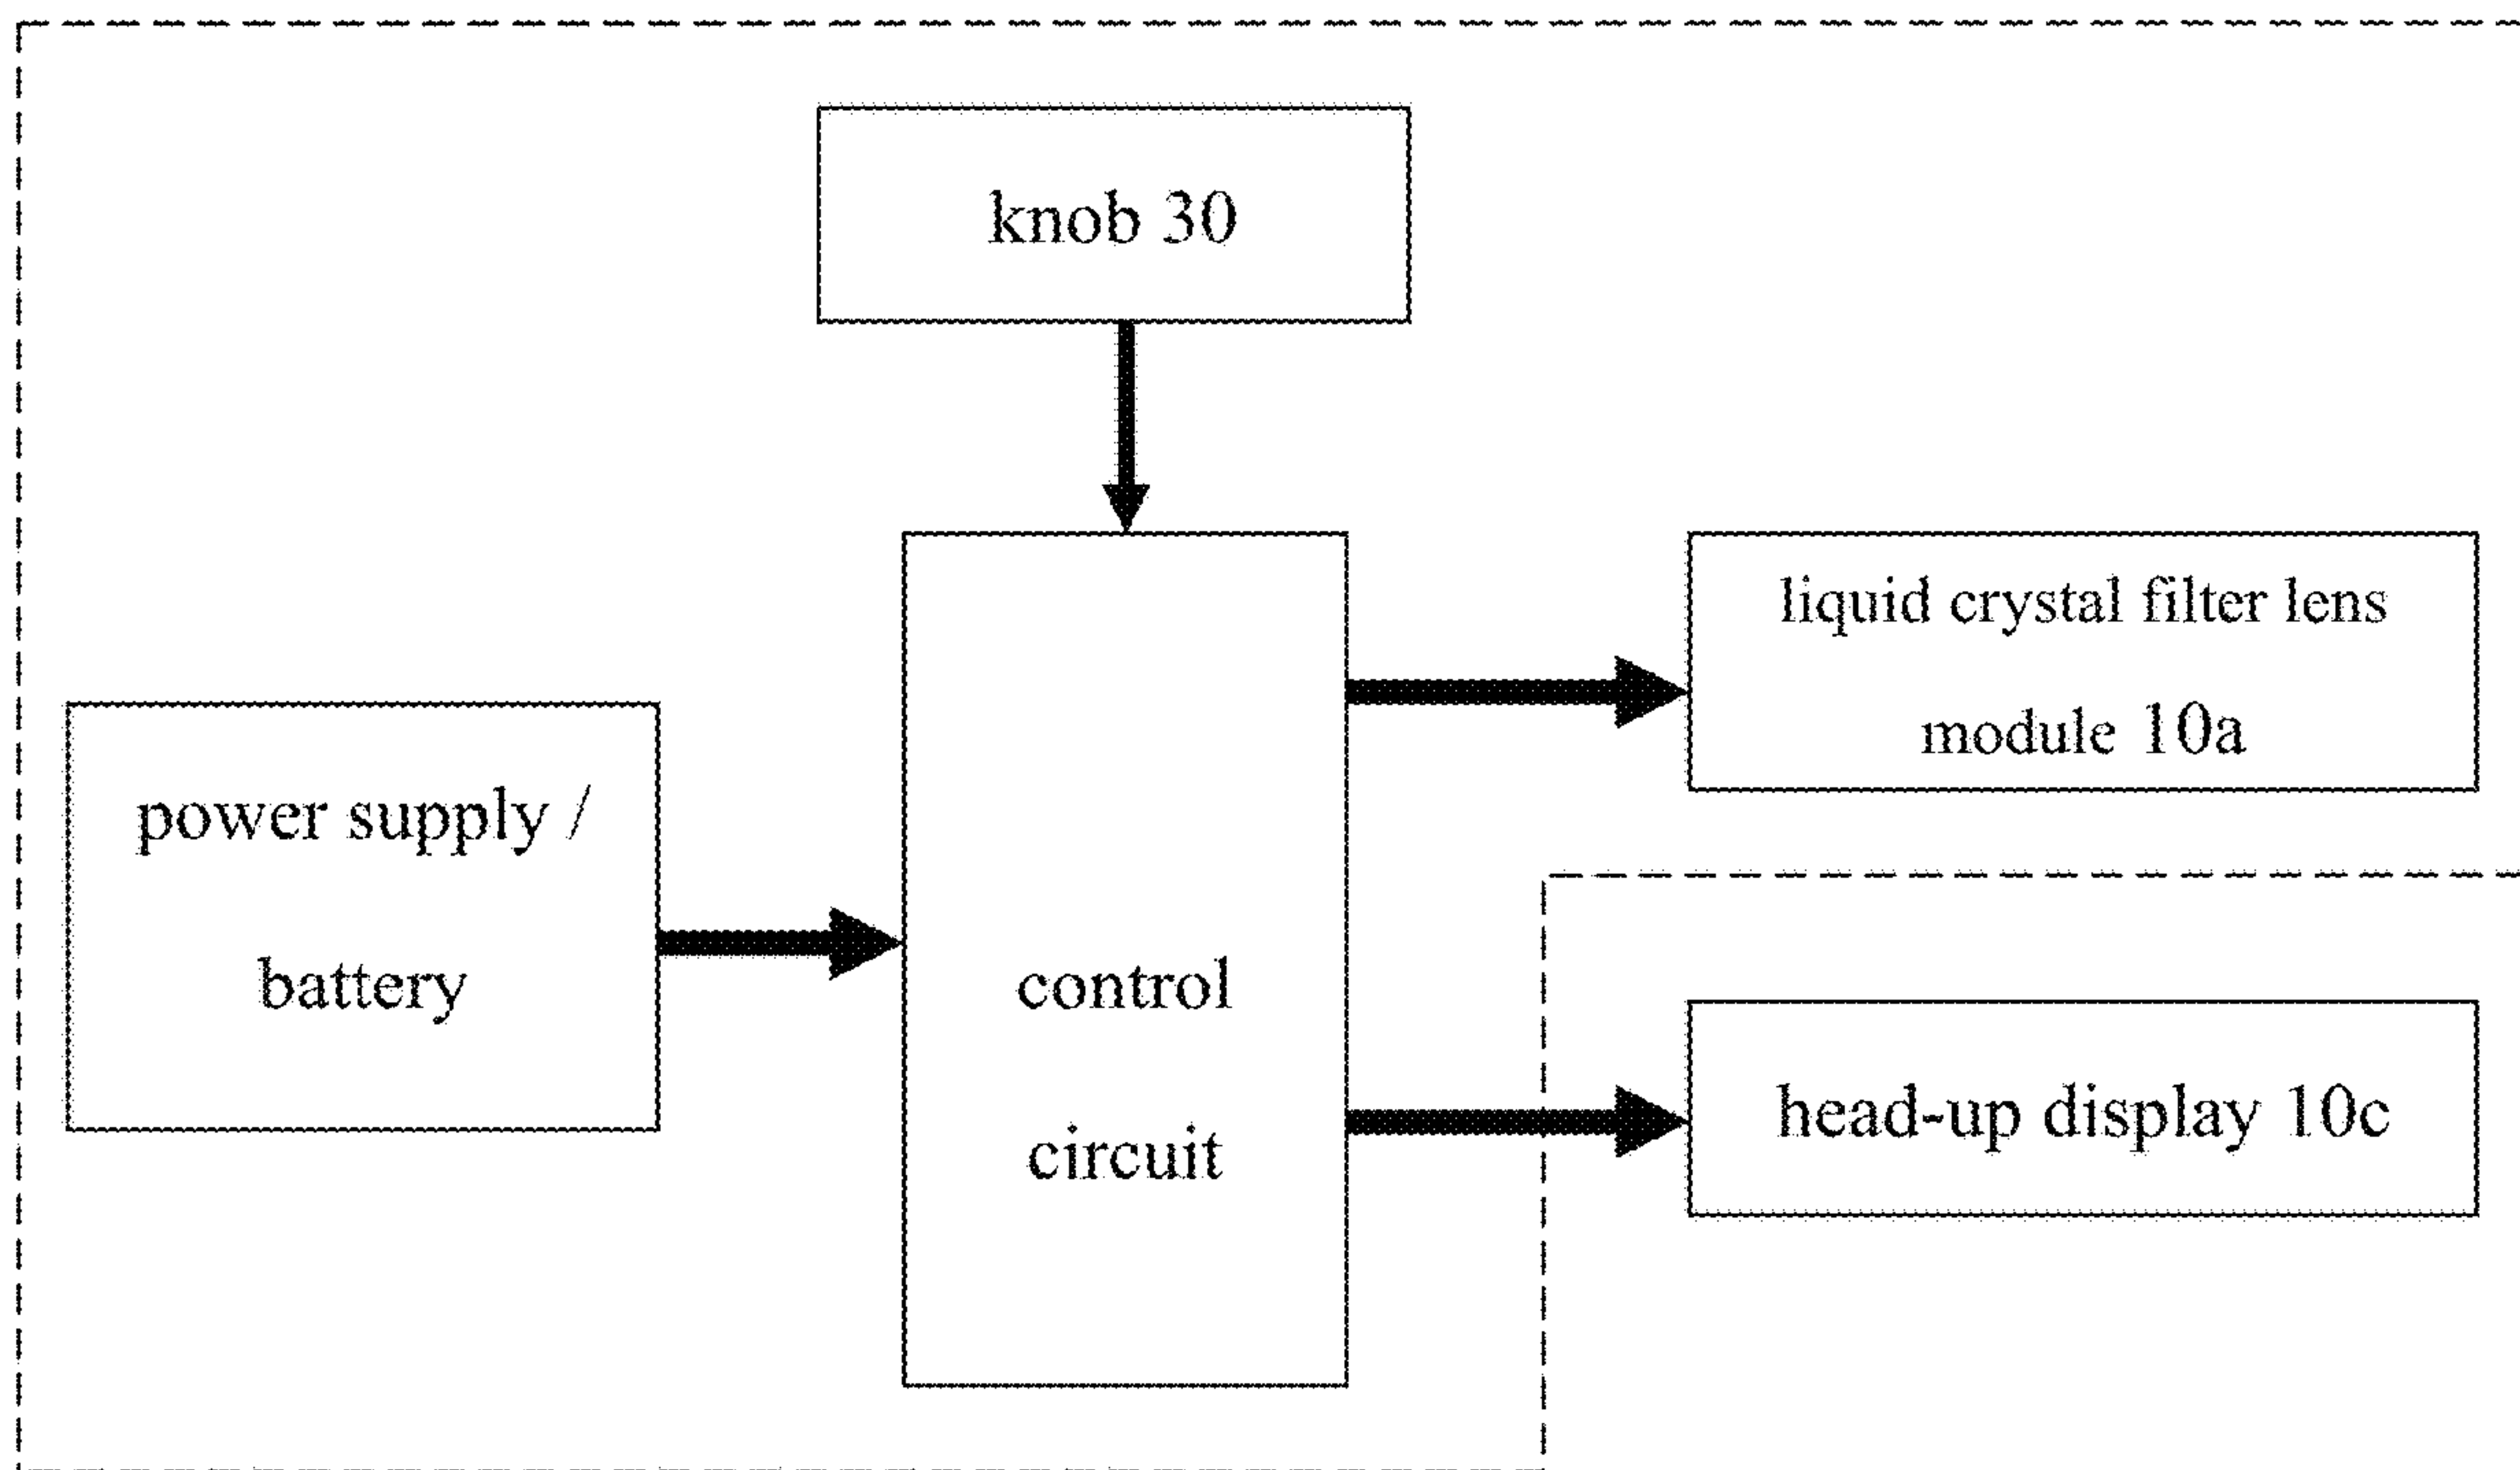 knob 30
liquid crystal filter lens
module 10a
power supply /
battery
control
circuit
head-up display 10c